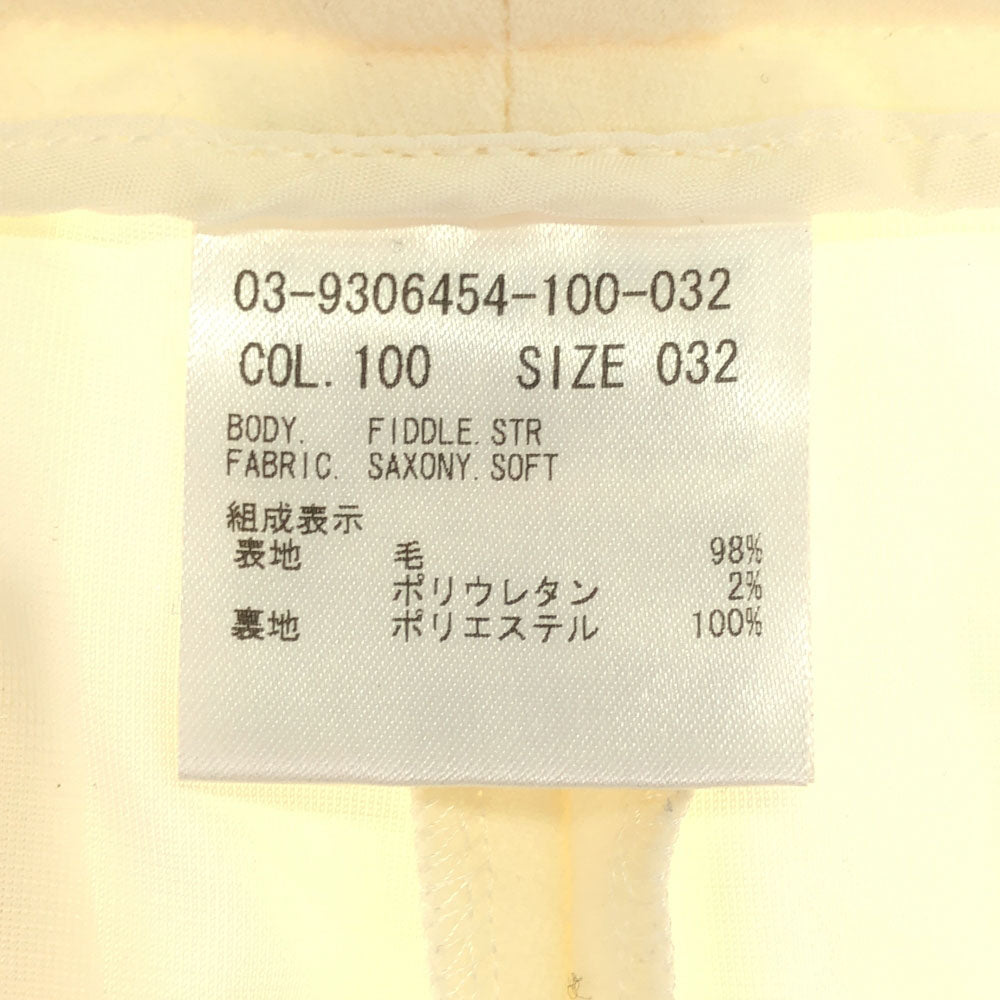 03-9306454-100-032
COL. 100 SIZE 032
BODY. FIDDLE.STR
FABRIC. SAXONY.SOFT
組成表示
表地 毛 98%
ポリウレタン 2%
裏地 ポリエステル 100%